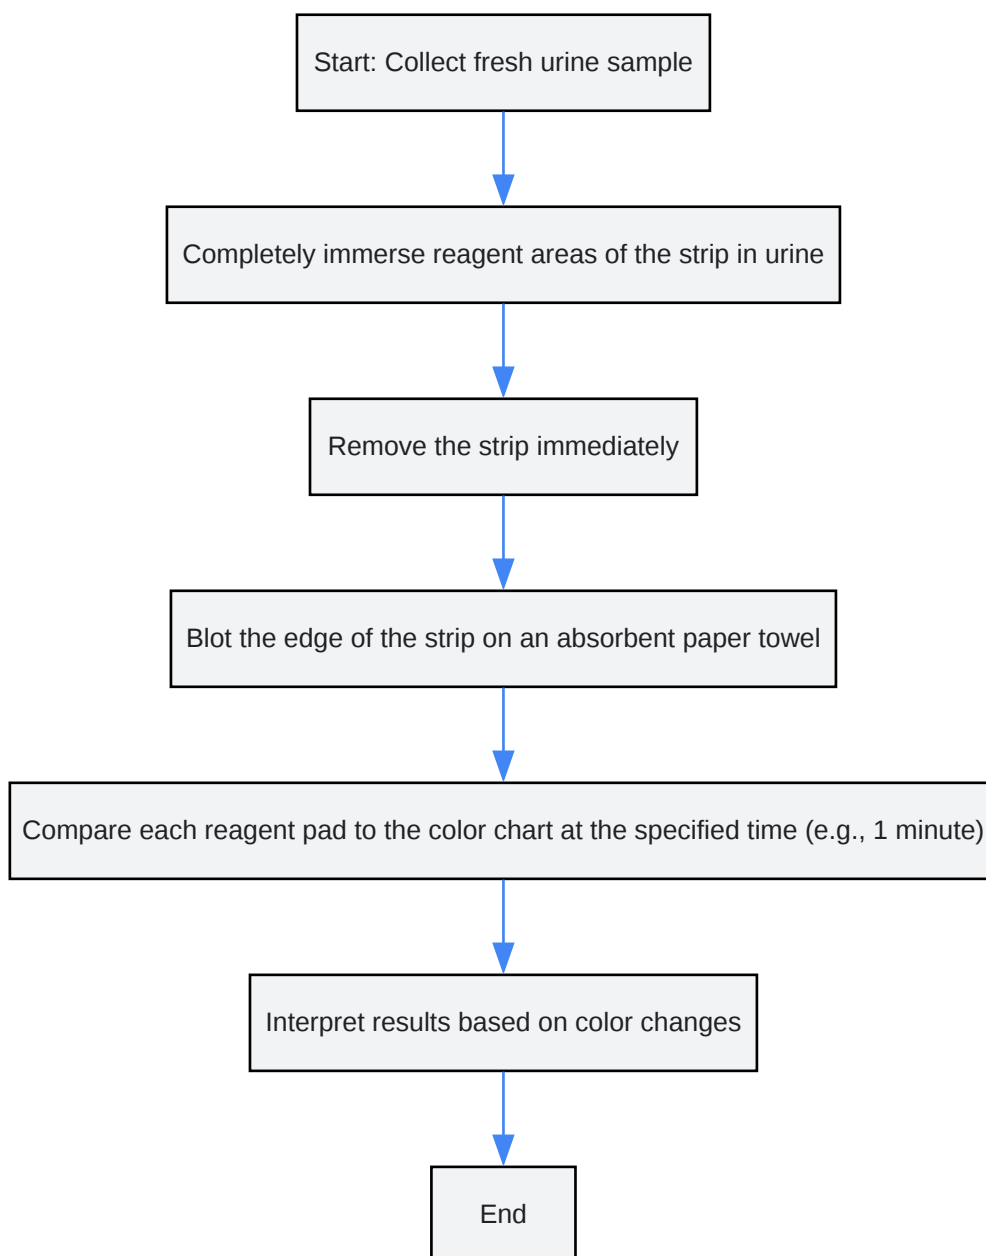 Start: Collect fresh urine sample
Completely immerse reagent areas of the strip in urine
Remove the strip immediately
Blot the edge of the strip on an absorbent paper towel
Compare each reagent pad to the color chart at the specified time (e.g., 1 minute)
Interpret results based on color changes
End